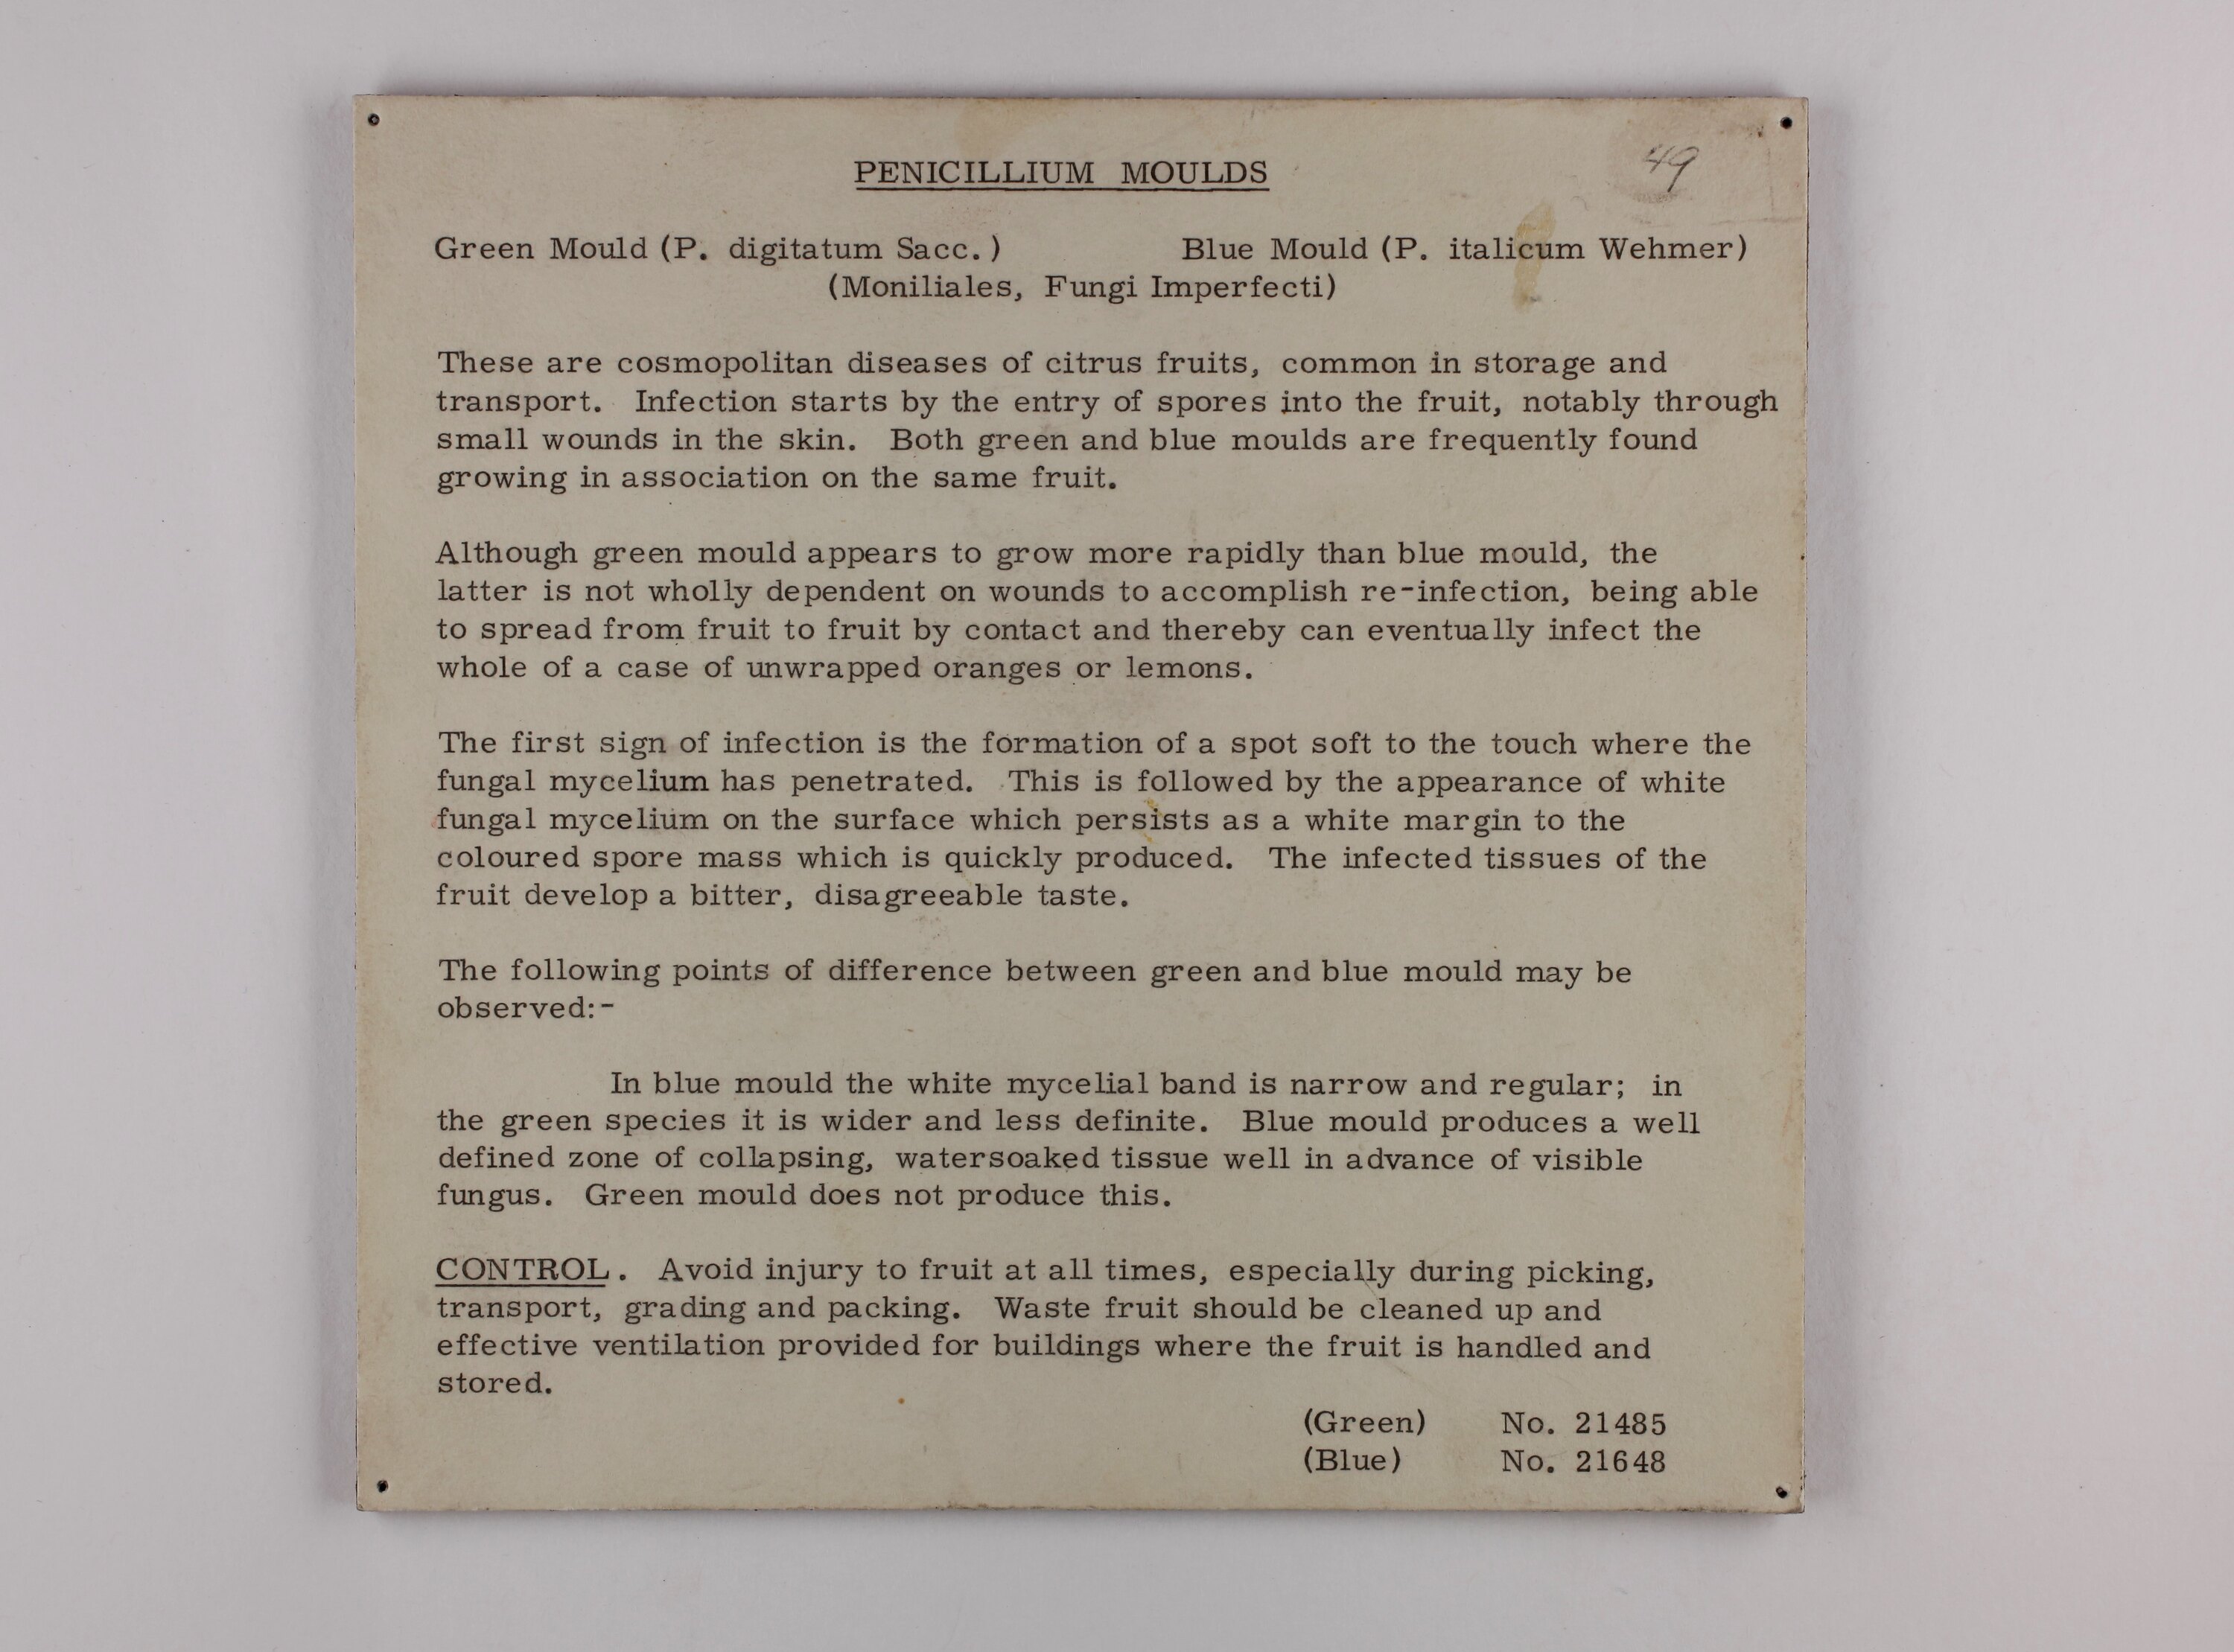 PENICILLIUM MOULDS
49
Green Mould (P. digitatum Sacc.) Blue Mould (P. italicum Wehmer)
(Moniliales, Fungi Imperfecti)
These are cosmopolitan diseases of citrus fruits, common in storage and
transport. Infection starts by the entry of spores into the fruit, notably through
small wounds in the skin. Both green and blue moulds are frequently found
growing in association on the same fruit.
Although green mould appears to grow more rapidly than blue mould, the
latter is not wholly dependent on wounds to accomplish re-infection, being able
to spread from fruit to fruit by contact and thereby can eventually infect the
whole of a case of unwrapped oranges or lemons.
The first sign of infection is the formation of a spot soft to the touch where the
fungal mycelium has penetrated. This is followed by the appearance of white
fungal mycelium on the surface which persists as a white margin to the
coloured spore mass which is quickly produced. The infected tissues of the
fruit develop a bitter, disagreeable taste.
The following points of difference between green and blue mould may be
observed:-
In blue mould the white mycelial band is narrow and regular; in
the green species it is wider and less definite. Blue mould produces a well
defined zone of collapsing, watersoaked tissue well in advance of visible
fungus. Green mould does not produce this.
CONTROL. Avoid injury to fruit at all times, especially during picking,
transport, grading and packing. Waste fruit should be cleaned up and
effective ventilation provided for buildings where the fruit is handled and
stored.
(Green) No. 21485
(Blue) No. 21648